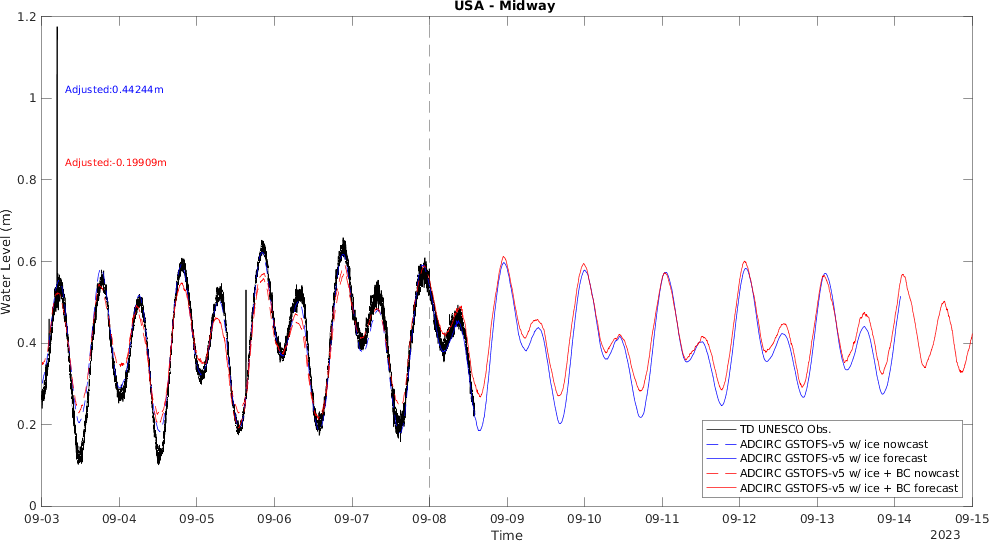 USA - Midway
1.2
1
0.8
0.6
0.4
0.2
0
Water Level (m)
Adjusted:0.44244m
Adjusted:-0.19909m
TD UNESCO Obs.
ADCIRC GSTOFS-v5 w/ ice nowcast
ADCIRC GSTOFS-v5 w/ ice forecast
ADCIRC GSTOFS-v5 w/ ice + BC nowcast
ADCIRC GSTOFS-v5 w/ ice + BC forecast
09-03 09-04 09-05 09-06 09-07 09-08 09-09 09-10 09-11 09-12 09-13 09-14 09-15
Time
2023